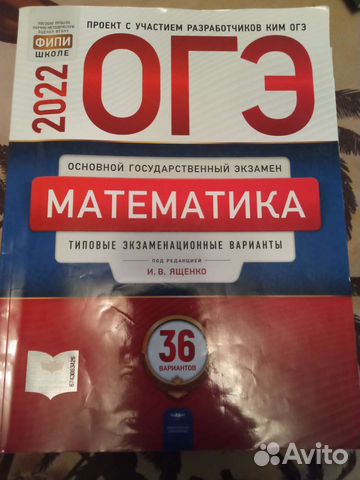 ПРОЕКТ С УЧАСТИЕМ РАЗРАБОТЧИКОВ КИМ ОГЭ
ФИПИ
ШКОЛЕ
2022
ОГЭ
ОСНОВНОЙ ГОСУДАРСТВЕННЫЙ ЭКЗАМЕН
МАТЕМАТИКА
ТИПОВЫЕ ЭКЗАМЕНАЦИОННЫЕ ВАРИАНТЫ
ПОД РЕДАКЦИЕЙ
И. В. ЯЩЕНКО
36
ВАРИАНТОВ
Avito